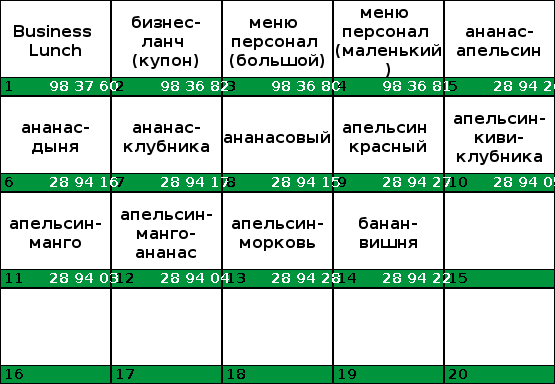 Business
Lunch
1 98 37 60
бизнес-
ланч
(купон)
2 98 36 82
меню
персонал
(большой)
3 98 36 80
меню
персонал
(маленький
)
4 98 36 81
ананас-
апельсин
5 28 94 26
ананас-
дыня
6 28 94 16
ананас-
клубника
7 28 94 17
ананасовый
8 28 94 15
апельсин
красный
9 28 94 27
апельсин-
киви-
клубника
10 28 94 05
апельсин-
манго
11 28 94 03
апельсин-
манго-
ананас
12 28 94 04
апельсин-
морковь
13 28 94 28
банан-
вишня
14 28 94 22
15
16
17
18
19
20